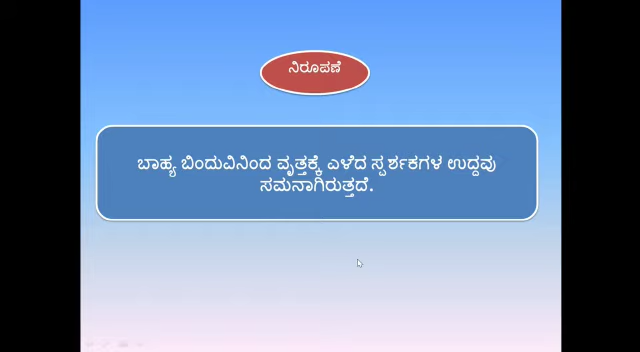 ನಿರೂಪಣೆ
ಬಾಹ್ಯ ಬಿಂದುವಿನಿಂದ ವೃತ್ತಕ್ಕೆ ಎಳೆದ ಸ್ಪರ್ಶಕಗಳ ಉದ್ದವು
ಸಮನಾಗಿರುತ್ತದೆ.